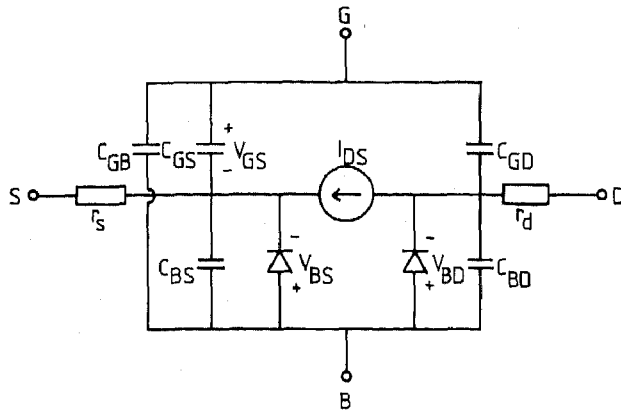 G
+
C_GB C_GS V_GS I_DS C_GD
-
S r_s r_d D
- -
C_BS V_BS V_BD C_BD
+ +
B